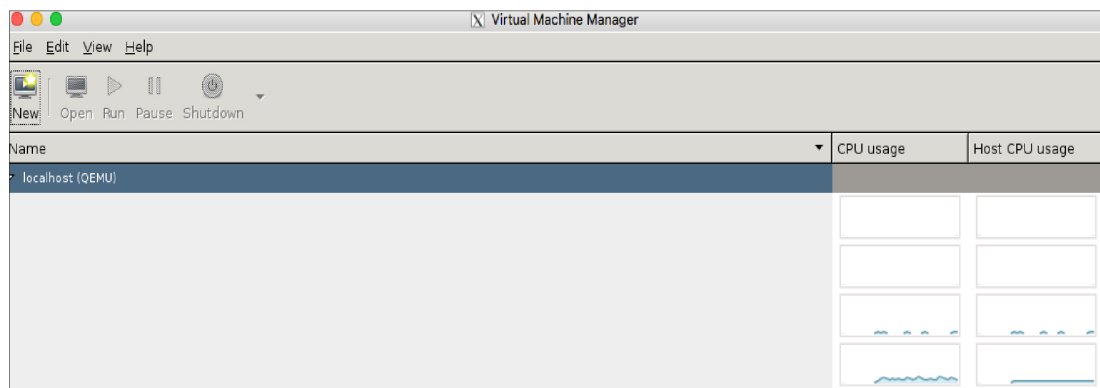 Virtual Machine Manager
File Edit View Help
New Open Run Pause Shutdown
Name CPU usage Host CPU usage
localhost (QEMU)